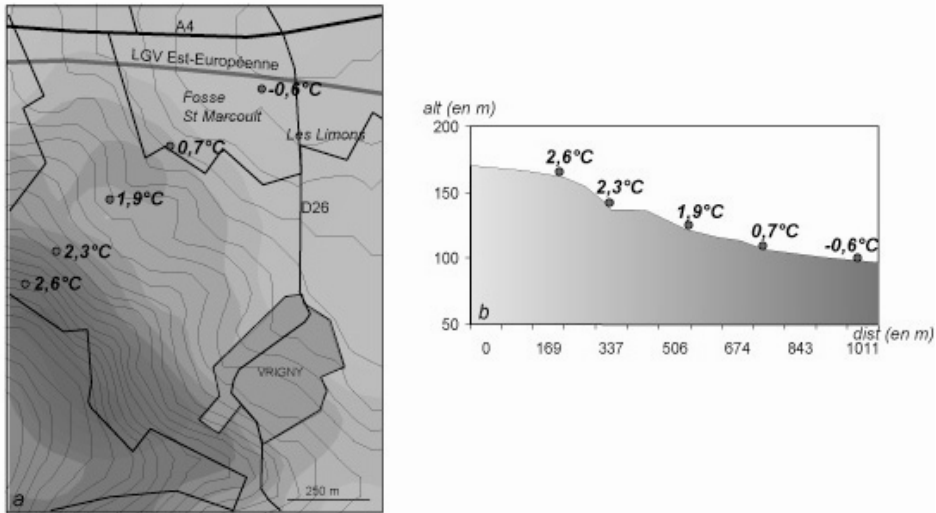 A4
LGV Est-Européenne
-0,6°C
Fosse
St Marcoult
Les Limons
0,7°C
1,9°C
D26
2,3°C
2,6°C
VRIGNY
250 m
a
alt (en m)
200
150
100
50
2,6°C
2,3°C
1,9°C
0,7°C
-0,6°C
b
dist (en m)
0 169 337 506 674 843 1011